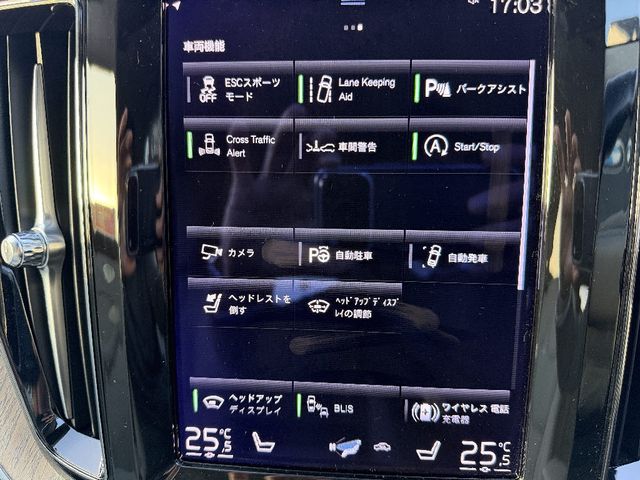 17:03
車両機能
ESCスポーツ
モード
OFF
Lane Keeping
Aid
P
パークアシスト
Cross Traffic
Alert
車間警告
A
Start/Stop
カメラ
P
自動駐車
自動発車
ヘッドレストを
倒す
ヘッドアップディスプ
レイの調節
ヘッドアップ
ディスプレイ
BLIS
ワイヤレス電話
充電器
25°C
.5
25°C
.5